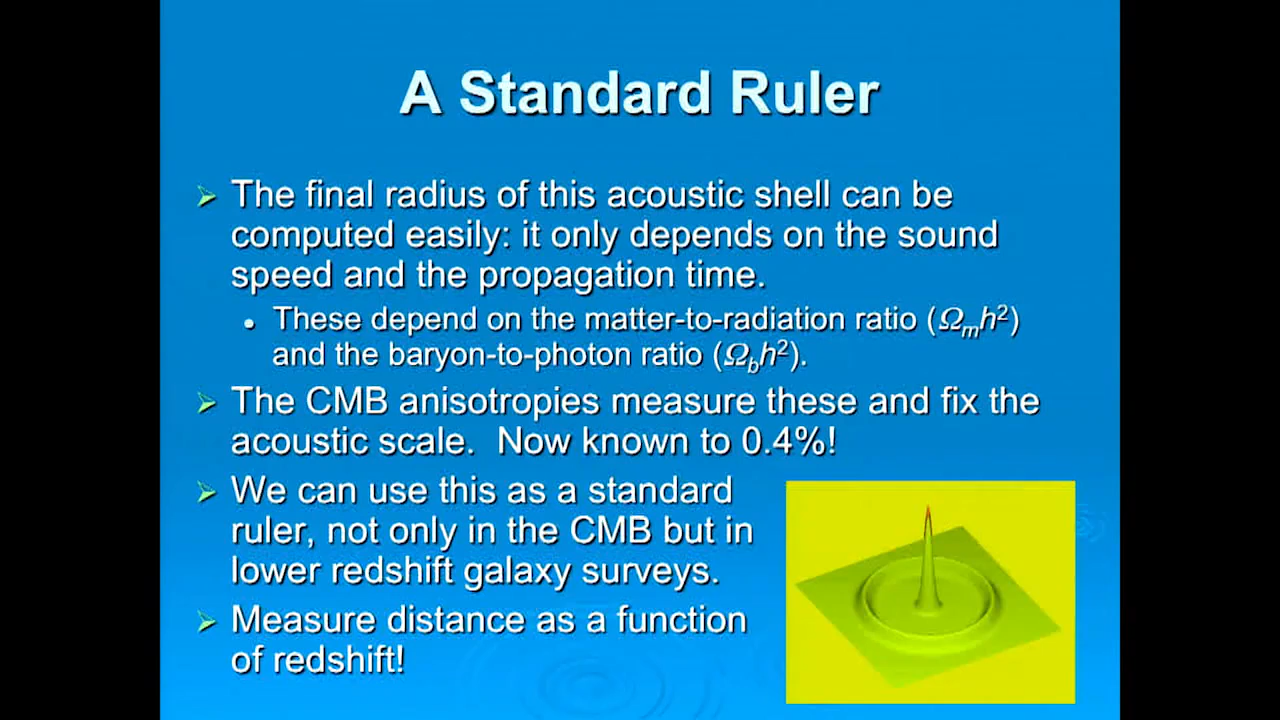 A Standard Ruler
The final radius of this acoustic shell can be
computed easily: it only depends on the sound
speed and the propagation time.
These depend on the matter-to-radiation ratio (Ωₘh²)
and the baryon-to-photon ratio (Ω_bh²).
The CMB anisotropies measure these and fix the
acoustic scale. Now known to 0.4%!
We can use this as a standard
ruler, not only in the CMB but in
lower redshift galaxy surveys.
Measure distance as a function
of redshift!